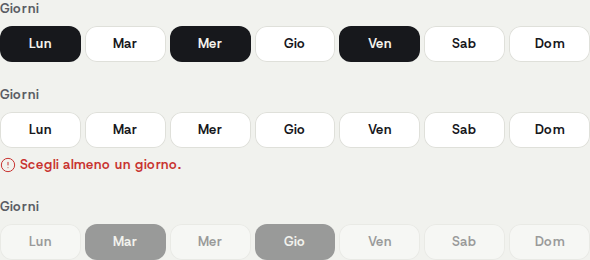 Giorni
Lun Mar Mer Gio Ven Sab Dom
Giorni
Lun Mar Mer Gio Ven Sab Dom
Scegli almeno un giorno.
Giorni
Lun Mar Mer Gio Ven Sab Dom